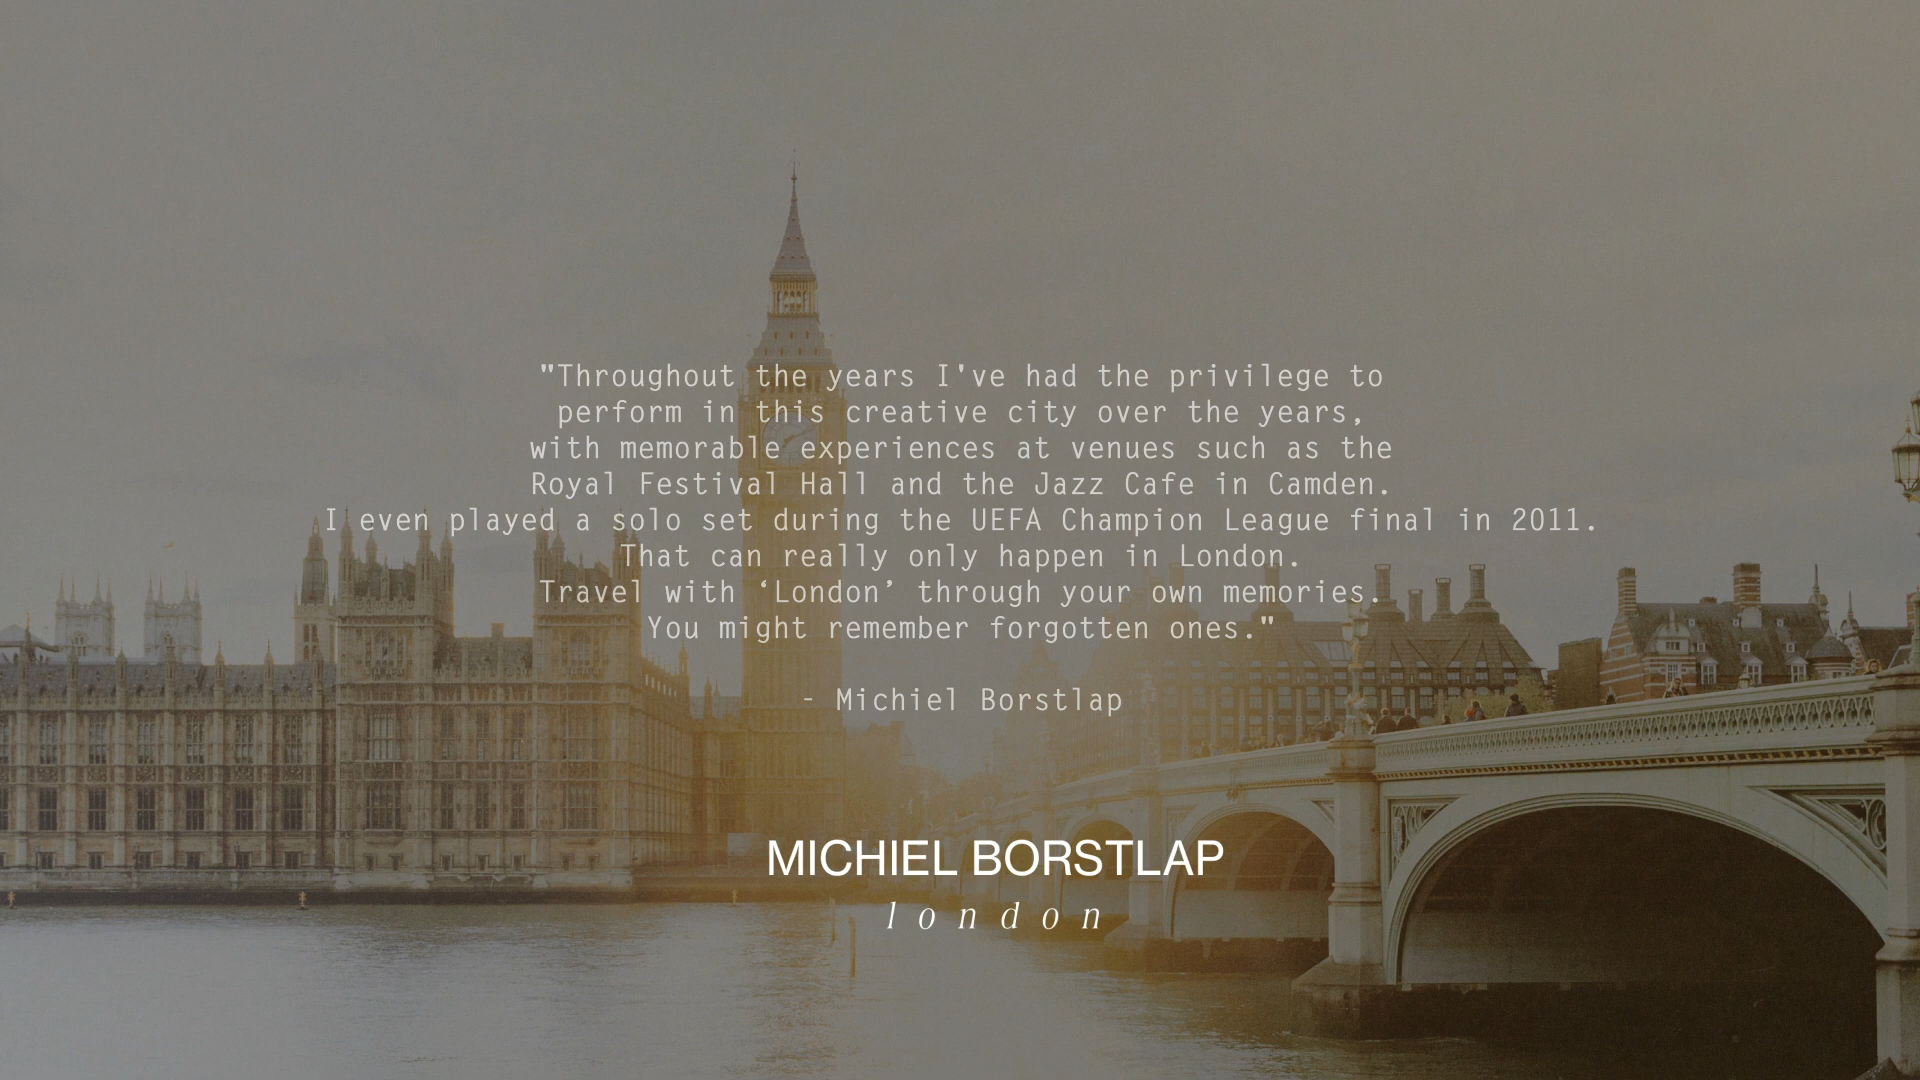 "Throughout the years I've had the privilege to
perform in this creative city over the years,
with memorable experiences at venues such as the
Royal Festival Hall and the Jazz Cafe in Camden.
I even played a solo set during the UEFA Champion League final in 2011.
That can really only happen in London.
Travel with ‘London’ through your own memories.
You might remember forgotten ones."
- Michiel Borstlap
MICHIEL BORSTLAP
london